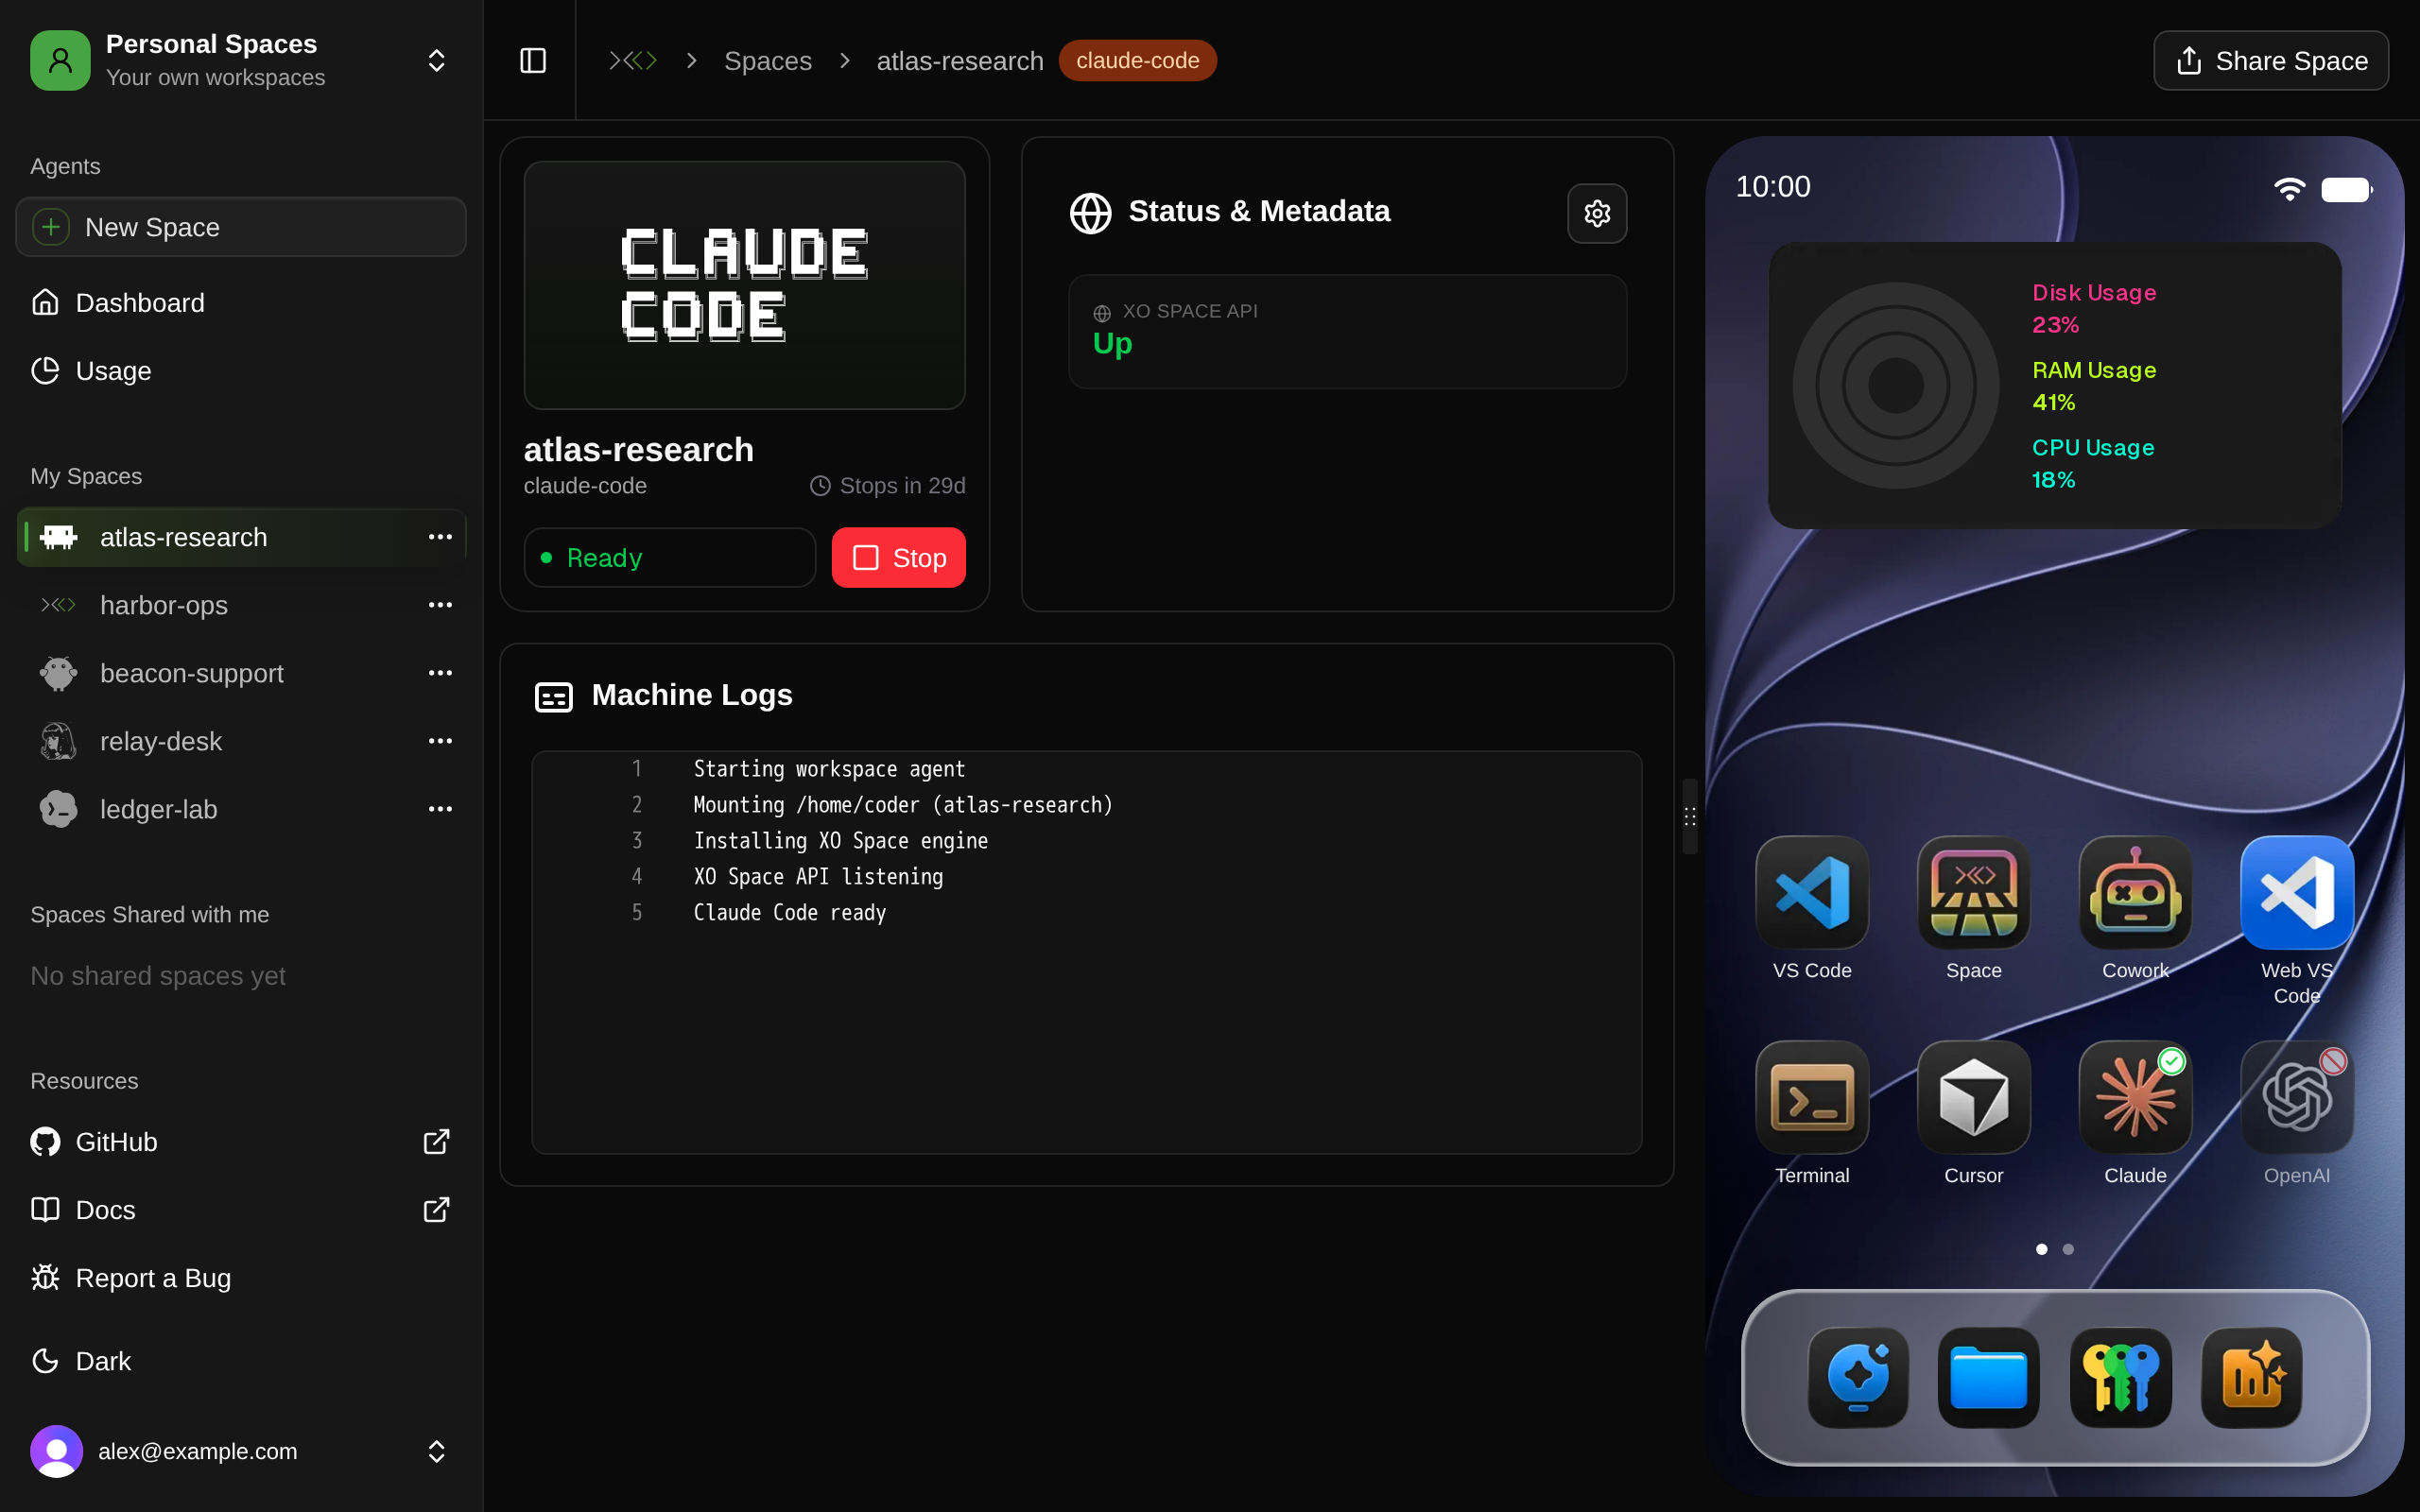 Personal Spaces
Your own workspaces
Agents
New Space
Dashboard
Usage
My Spaces
atlas-research
harbor-ops
beacon-support
relay-desk
ledger-lab
Spaces Shared with me
No shared spaces yet
Resources
GitHub
Docs
Report a Bug
Dark
alex@example.com
Spaces
atlas-research
claude-code
Share Space
CLAUDE
CODE
atlas-research
claude-code
Stops in 29d
Ready
Stop
Status & Metadata
XO SPACE API
Up
Machine Logs
1 Starting workspace agent
2 Mounting /home/coder (atlas-research)
3 Installing XO Space engine
4 XO Space API listening
5 Claude Code ready
10:00
Disk Usage
23%
RAM Usage
41%
CPU Usage
18%
VS Code
Space
Cowork
Web VS
Code
Terminal
Cursor
Claude
OpenAI